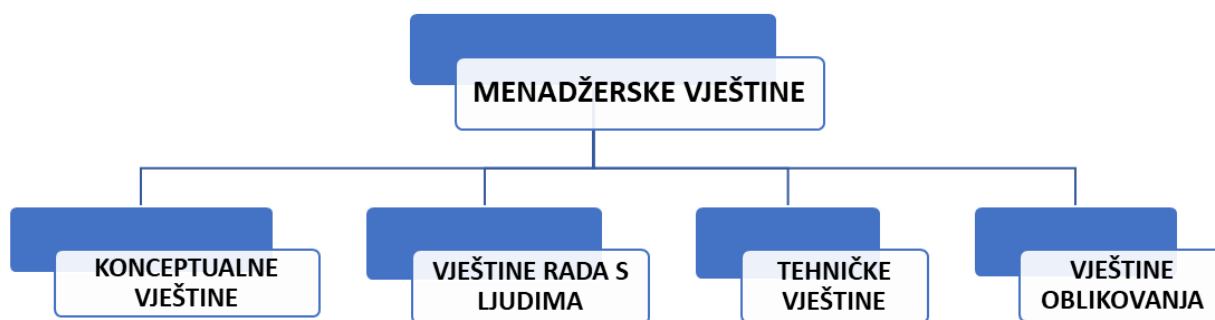 MENADŽERSKE VJEŠTINE
KONCEPTUALNE
VJEŠTINE
VJEŠTINE RADA S
LJUDIMA
TEHNIČKE
VJEŠTINE
VJEŠTINE
OBLIKOVANJA